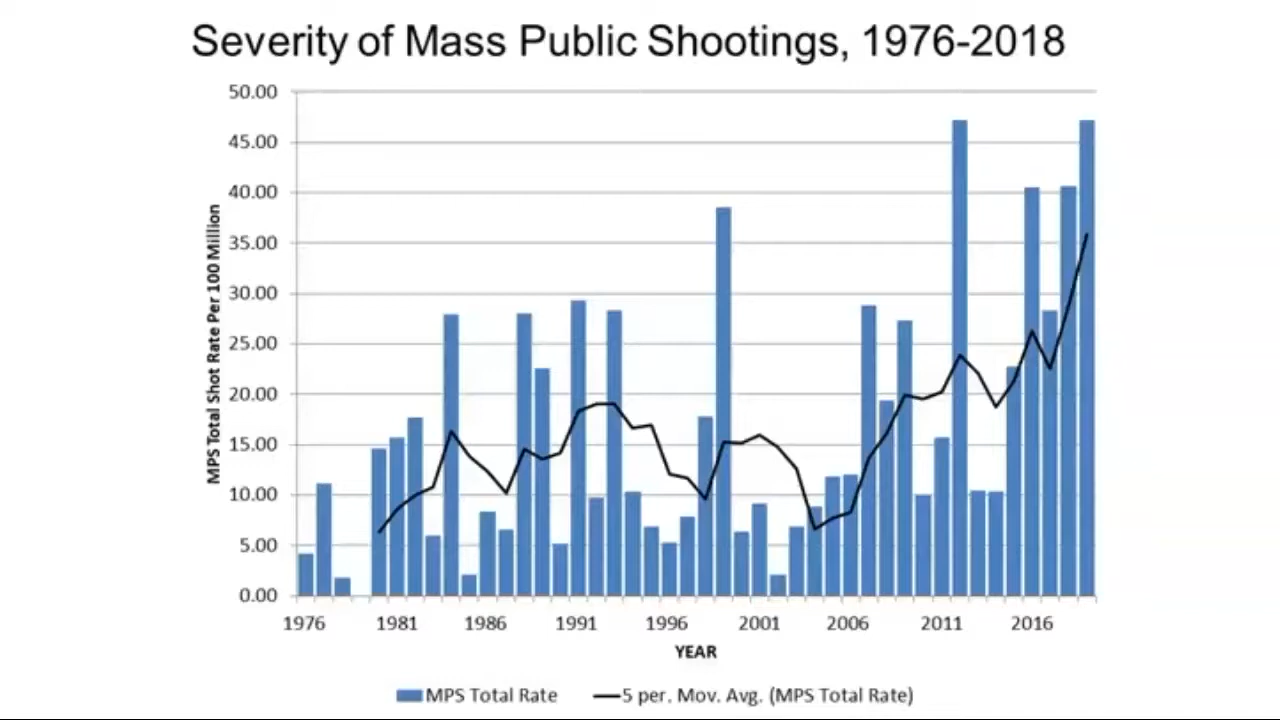 Severity of Mass Public Shootings, 1976-2018
MPS Total Shot Rate Per 100 Million
50.00
45.00
40.00
35.00
30.00
25.00
20.00
15.00
10.00
5.00
0.00
1976 1981 1986 1991 1996 2001 2006 2011 2016
YEAR
MPS Total Rate 5 per. Mov. Avg. (MPS Total Rate)